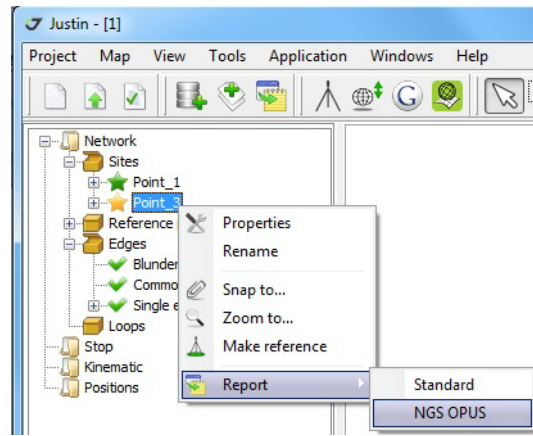 Justin - [1]
Project Map View Tools Application Windows Help
Network
Sites
Point_1
Point_3
Reference
Edges
Blunder
Commo
Single e
Loops
Stop
Kinematic
Positions
Properties
Rename
Snap to...
Zoom to...
Make reference
Report
Standard
NGS OPUS